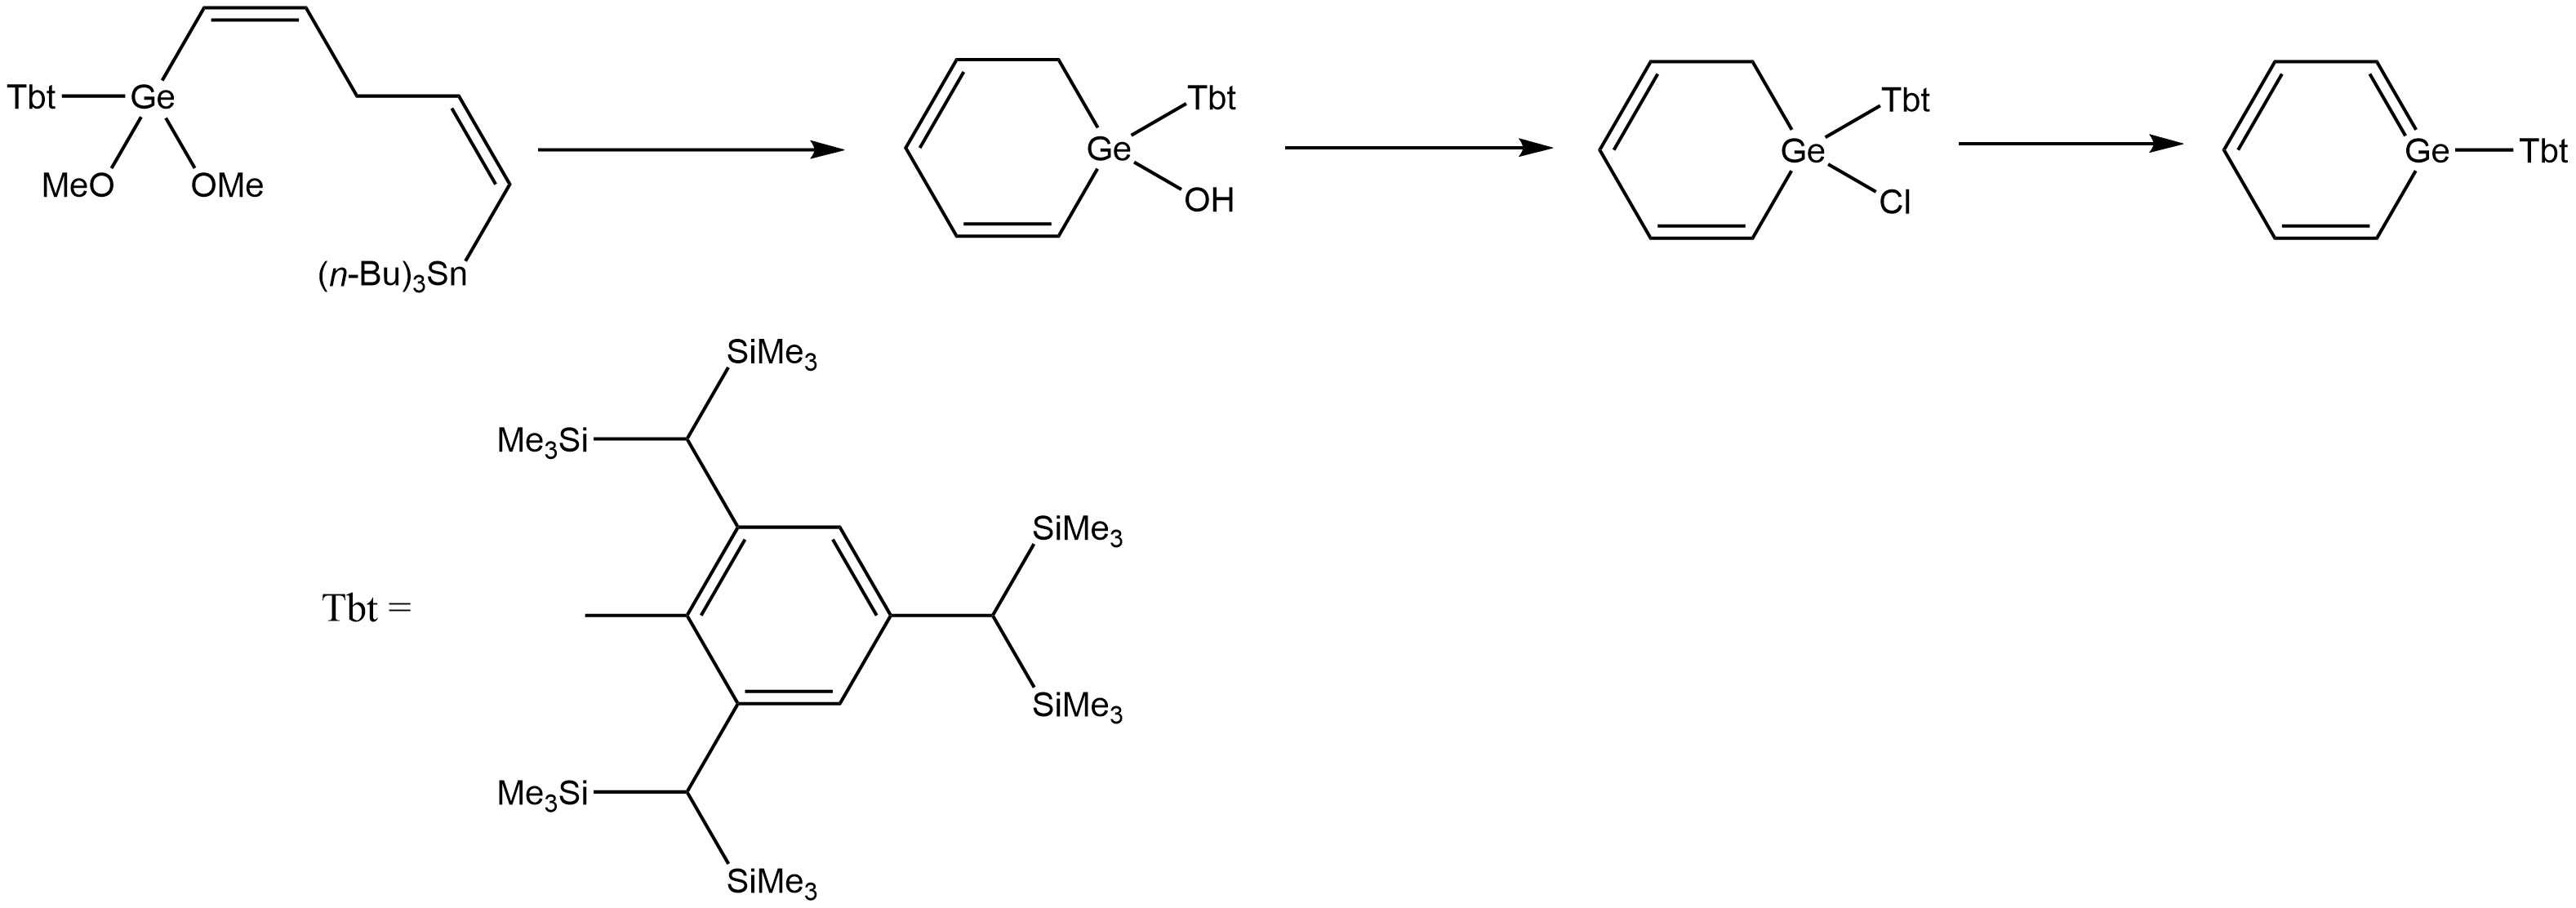 Tbt
Ge
MeO
OMe
(n-Bu)3Sn
Tbt
Ge
OH
Tbt
Ge
Cl
Ge
Tbt
SiMe3
Me3Si
SiMe3
Tbt =
SiMe3
Me3Si
SiMe3